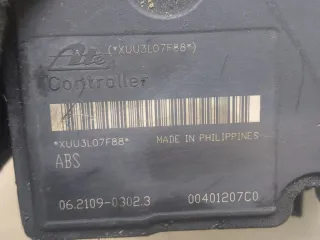 Ate (*XUU3L07F88*)
Controller
*XUU3L07F88* MADE IN PHILIPPINES
ABS
06.2109-0302.3 00401207C0